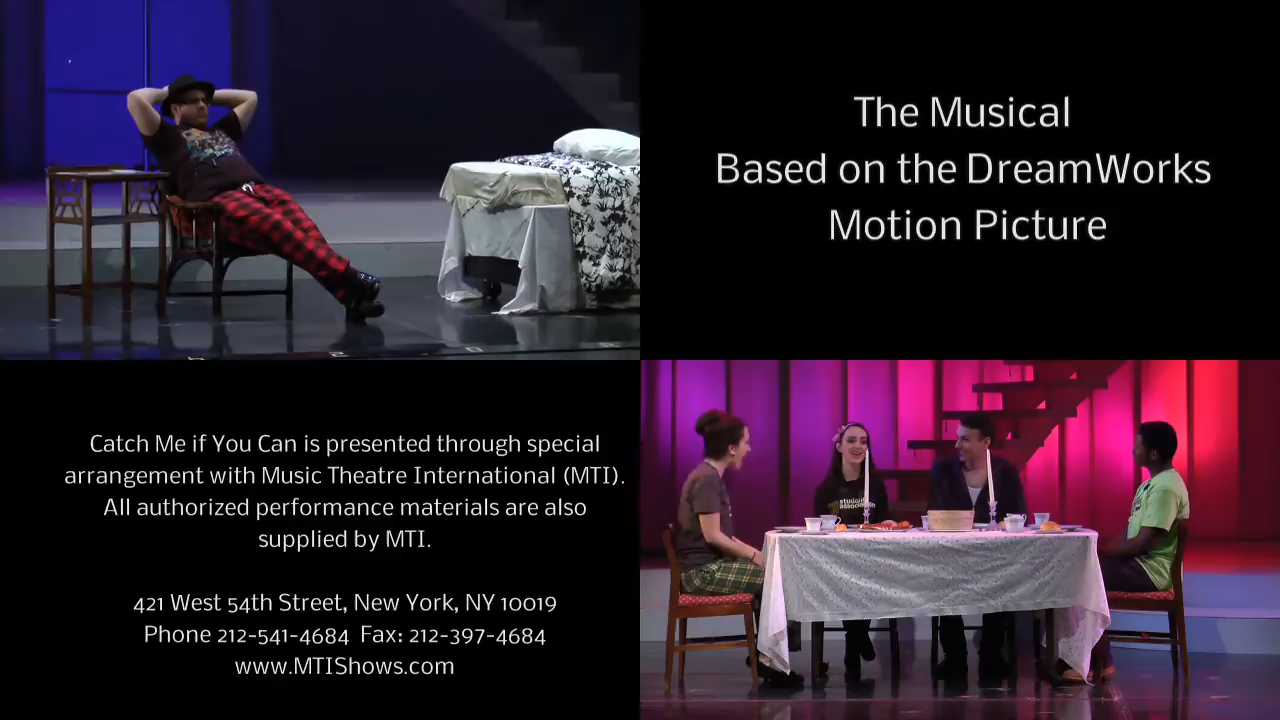 The Musical
Based on the DreamWorks
Motion Picture
Catch Me if You Can is presented through special
arrangement with Music Theatre International (MTI).
All authorized performance materials are also
supplied by MTI.
421 West 54th Street, New York, NY 10019
Phone 212-541-4684 Fax: 212-397-4684
www.MTIShows.com
student
association